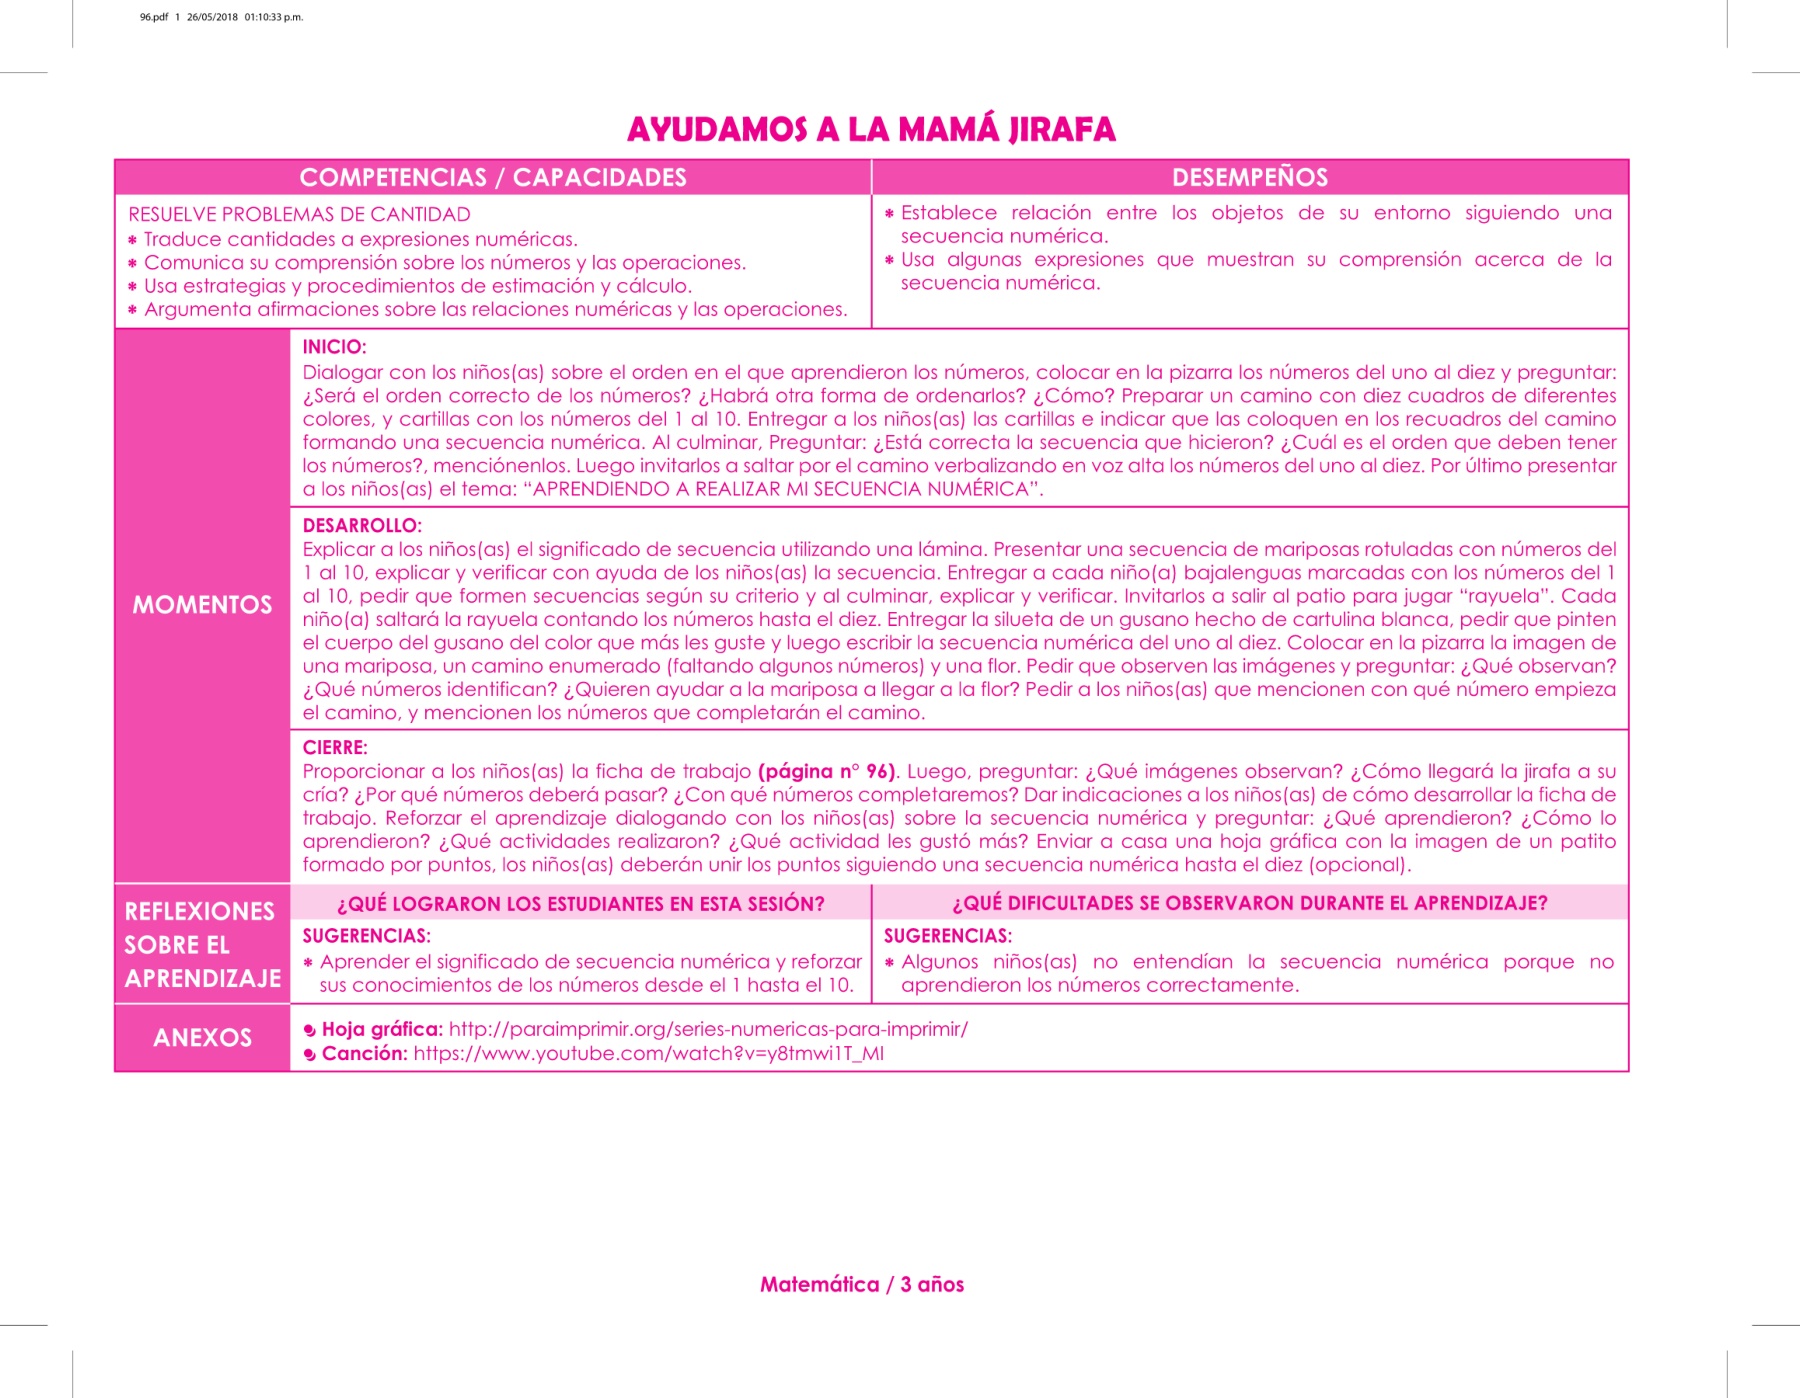 96.pdf   1   26/05/2018   01:10:33 p.m.
AYUDAMOS A LA MAMÁ JIRAFA
COMPETENCIAS / CAPACIDADES
DESEMPEÑOS
RESUELVE PROBLEMAS DE CANTIDAD
* Traduce cantidades a expresiones numéricas.
* Comunica su comprensión sobre los números y las operaciones.
* Usa estrategias y procedimientos de estimación y cálculo.
* Argumenta afirmaciones sobre las relaciones numéricas y las operaciones.
* Establece relación entre los objetos de su entorno siguiendo una
secuencia numérica.
* Usa algunas expresiones que muestran su comprensión acerca de la
secuencia numérica.
MOMENTOS
INICIO:
Dialogar con los niños(as) sobre el orden en el que aprendieron los números, colocar en la pizarra los números del uno al diez y preguntar:
¿Será el orden correcto de los números? ¿Habrá otra forma de ordenarlos? ¿Cómo? Preparar un camino con diez cuadros de diferentes
colores, y cartillas con los números del 1 al 10. Entregar a los niños(as) las cartillas e indicar que las coloquen en los recuadros del camino
formando una secuencia numérica. Al culminar, Preguntar: ¿Está correcta la secuencia que hicieron? ¿Cuál es el orden que deben tener
los números?, menciónenlos. Luego invitarlos a saltar por el camino verbalizando en voz alta los números del uno al diez. Por último presentar
a los niños(as) el tema: “APRENDIENDO A REALIZAR MI SECUENCIA NUMÉRICA”.
DESARROLLO:
Explicar a los niños(as) el significado de secuencia utilizando una lámina. Presentar una secuencia de mariposas rotuladas con números del
1 al 10, explicar y verificar con ayuda de los niños(as) la secuencia. Entregar a cada niño(a) bajalenguas marcadas con los números del 1
al 10, pedir que formen secuencias según su criterio y al culminar, explicar y verificar. Invitarlos a salir al patio para jugar “rayuela”. Cada
niño(a) saltará la rayuela contando los números hasta el diez. Entregar la silueta de un gusano hecho de cartulina blanca, pedir que pinten
el cuerpo del gusano del color que más les guste y luego escribir la secuencia numérica del uno al diez. Colocar en la pizarra la imagen de
una mariposa, un camino enumerado (faltando algunos números) y una flor. Pedir que observen las imágenes y preguntar: ¿Qué observan?
¿Qué números identifican? ¿Quieren ayudar a la mariposa a llegar a la flor? Pedir a los niños(as) que mencionen con qué número empieza
el camino, y mencionen los números que completarán el camino.
CIERRE:
Proporcionar a los niños(as) la ficha de trabajo (página n° 96). Luego, preguntar: ¿Qué imágenes observan? ¿Cómo llegará la jirafa a su
cría? ¿Por qué números deberá pasar? ¿Con qué números completaremos? Dar indicaciones a los niños(as) de cómo desarrollar la ficha de
trabajo. Reforzar el aprendizaje dialogando con los niños(as) sobre la secuencia numérica y preguntar: ¿Qué aprendieron? ¿Cómo lo
aprendieron? ¿Qué actividades realizaron? ¿Qué actividad les gustó más? Enviar a casa una hoja gráfica con la imagen de un patito
formado por puntos, los niños(as) deberán unir los puntos siguiendo una secuencia numérica hasta el diez (opcional).
REFLEXIONES
SOBRE EL
APRENDIZAJE
¿QUÉ LOGRARON LOS ESTUDIANTES EN ESTA SESIÓN?
SUGERENCIAS:
* Aprender el significado de secuencia numérica y reforzar
sus conocimientos de los números desde el 1 hasta el 10.
¿QUÉ DIFICULTADES SE OBSERVARON DURANTE EL APRENDIZAJE?
SUGERENCIAS:
* Algunos niños(as) no entendían la secuencia numérica porque no
aprendieron los números correctamente.
ANEXOS
Hoja gráfica: http://paraimprimir.org/series-numericas-para-imprimir/
Canción: https://www.youtube.com/watch?v=y8tmwi1T_MI
Matemática / 3 años